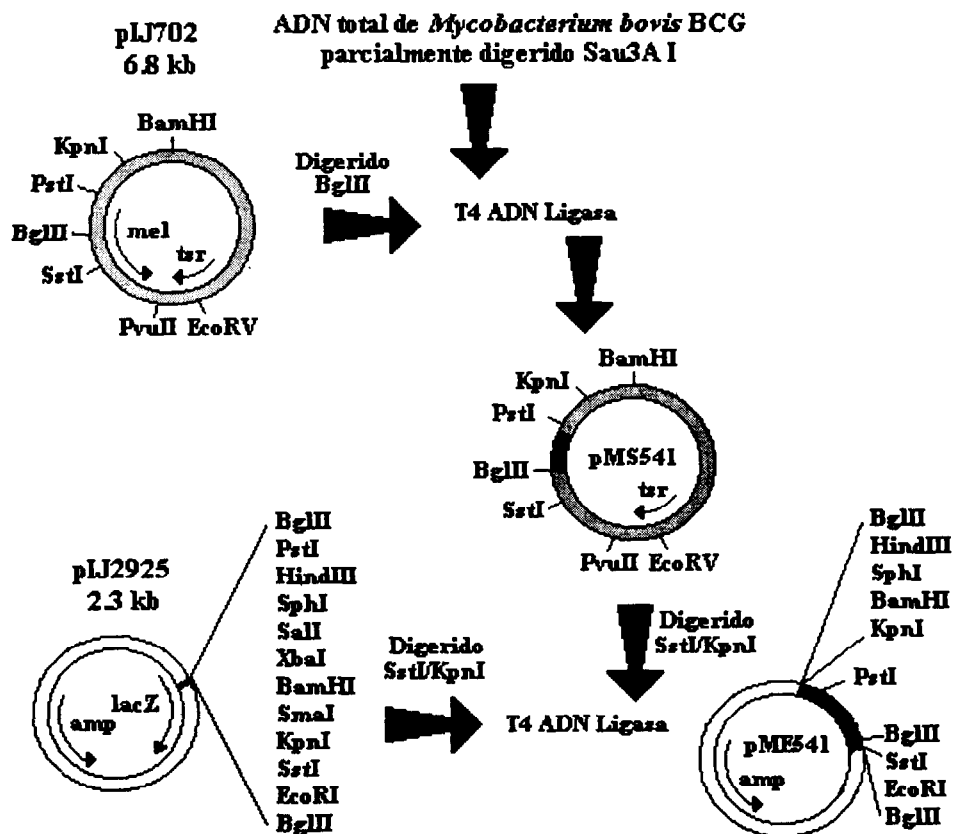 pIJ702
6.8 kb
ADN total de Mycobacterium bovis BCG
parcialmente digerido Sau3A I
BamHI
KpnI
PstI
BglII
SstI
mel
tsr
PvuII
EcoRV
Digerido
BglII
T4 ADN Ligasa
BamHI
KpnI
PstI
BglII
SstI
pMS541
tsr
PvuII
EcoRV
pIJ2925
2.3 kb
lacZ
amp
BglII
PstI
HindIII
SphI
SalI
XbaI
BamHI
SmaI
KpnI
SstI
EcoRI
BglII
Digerido
SstI/KpnI
Digerido
SstI/KpnI
T4 ADN Ligasa
BglII
HindIII
SphI
BamHI
KpnI
PstI
pME541
amp
BglII
SstI
EcoRI
BglII